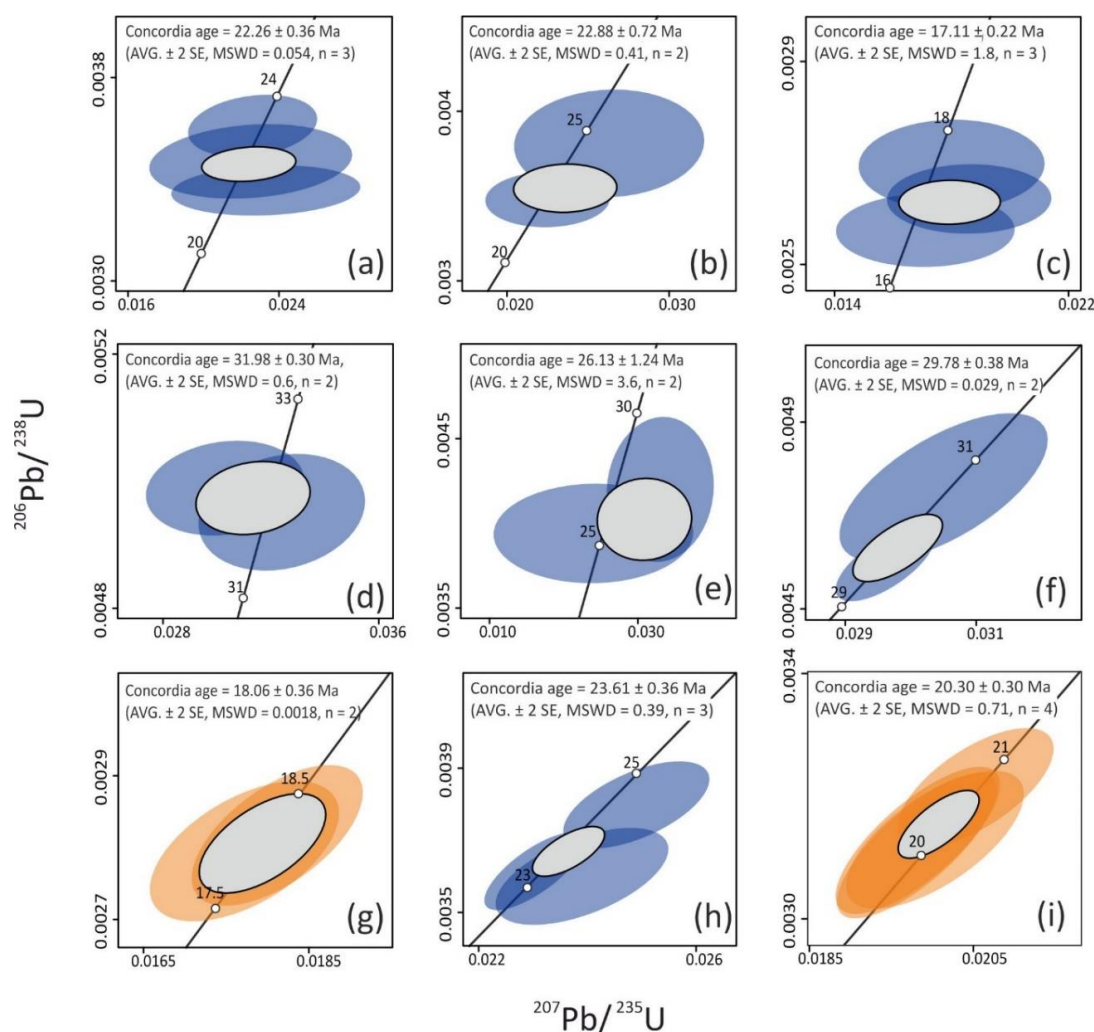 Concordia age = 22.26 ± 0.36 Ma
(AVG. ± 2 SE, MSWD = 0.054, n = 3)
0.0038
0.0030
24
20
(a)
0.016
0.024
Concordia age = 22.88 ± 0.72 Ma
(AVG. ± 2 SE, MSWD = 0.41, n = 2)
0.004
0.003
25
20
(b)
0.020
0.030
Concordia age = 17.11 ± 0.22 Ma
(AVG. ± 2 SE, MSWD = 1.8, n = 3 )
0.0029
0.0025
18
16
(c)
0.014
0.022
206Pb/ 238U
Concordia age = 31.98 ± 0.30 Ma,
(AVG. ± 2 SE, MSWD = 0.6, n = 2)
0.0052
0.0048
33
31
(d)
0.028
0.036
Concordia age = 26.13 ± 1.24 Ma
(AVG. ± 2 SE, MSWD = 3.6, n = 2)
0.0045
0.0035
30
25
(e)
0.010
0.030
Concordia age = 29.78 ± 0.38 Ma
(AVG. ± 2 SE, MSWD = 0.029, n = 2)
0.0049
0.0045
31
29
(f)
0.029
0.031
Concordia age = 18.06 ± 0.36 Ma
(AVG. ± 2 SE, MSWD = 0.0018, n = 2)
0.0029
0.0027
18.5
17.5
(g)
0.0165
0.0185
Concordia age = 23.61 ± 0.36 Ma
(AVG. ± 2 SE, MSWD = 0.39, n = 3)
0.0039
0.0035
25
23
(h)
0.022
0.026
Concordia age = 20.30 ± 0.30 Ma
(AVG. ± 2 SE, MSWD = 0.71, n = 4)
0.0034
0.0030
21
20
(i)
0.0185
0.0205
207Pb/ 235U